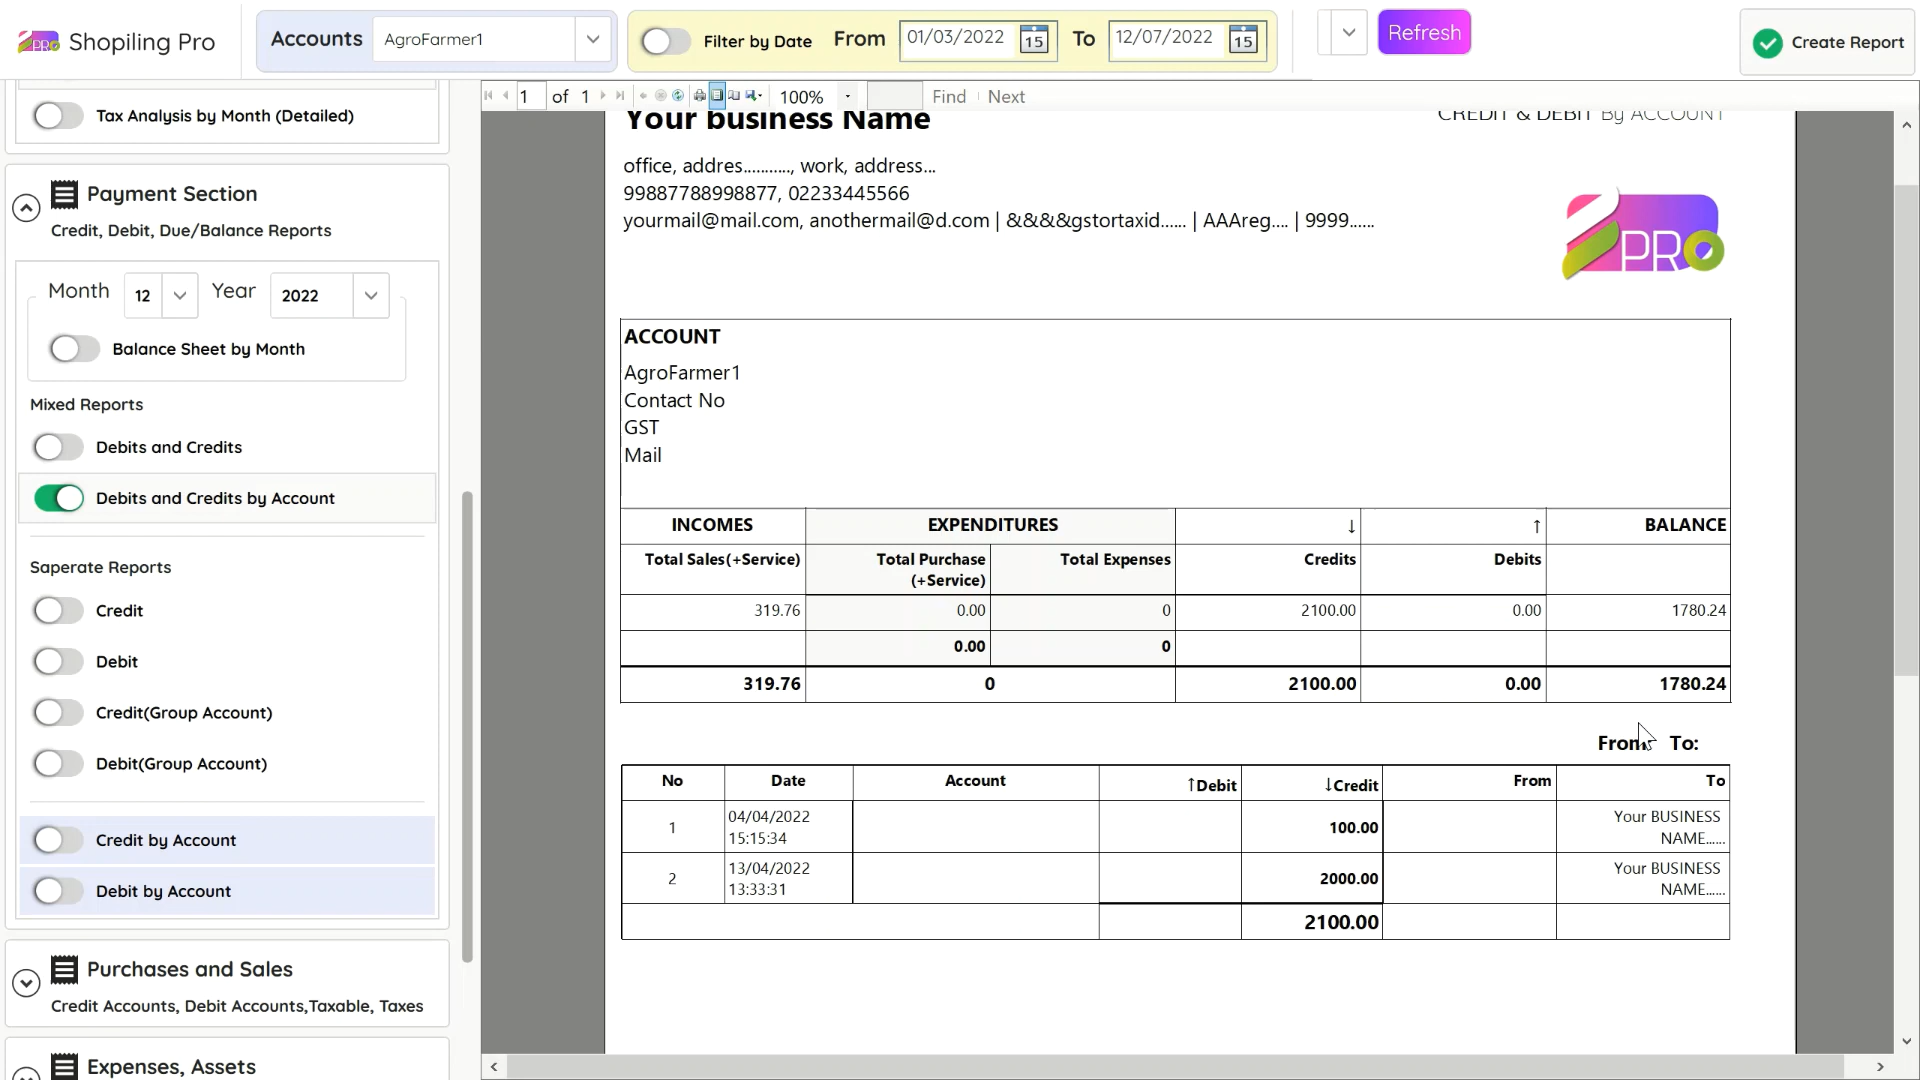 Shopiling Pro
Accounts AgroFarmer1
Filter by Date From 01/03/2022 15 To 12/07/2022 15
Refresh
Create Report
Tax Analysis by Month (Detailed)
Payment Section
Credit, Debit, Due/Balance Reports
Month 12 Year 2022
Balance Sheet by Month
Mixed Reports
Debits and Credits
Debits and Credits by Account
Saperate Reports
Credit
Debit
Credit(Group Account)
Debit(Group Account)
Credit by Account
Debit by Account
Purchases and Sales
Credit Accounts, Debit Accounts,Taxable, Taxes
Expenses, Assets
1 of 1 100% Find Next
Your business Name
CREDIT & DEBIT By ACCOUNT
office, addres..........., work, address...
99887788998877, 02233445566
yourmail@mail.com, anothermail@d.com | &&&&gstortaxid...... | AAAreg.... | 9999......
PRO
ACCOUNT
AgroFarmer1
Contact No
GST
Mail
INCOMES EXPENDITURES ↓ ↑ BALANCE
Total Sales(+Service) Total Purchase Total Expenses Credits Debits
(+Service)
319.76 0.00 0 2100.00 0.00 1780.24
0.00 0
319.76 0 2100.00 0.00 1780.24
From: To:
No Date Account ↑Debit ↓Credit From To
1 04/04/2022 15:15:34 100.00 Your BUSINESS NAME......
2 13/04/2022 13:33:31 2000.00 Your BUSINESS NAME......
2100.00